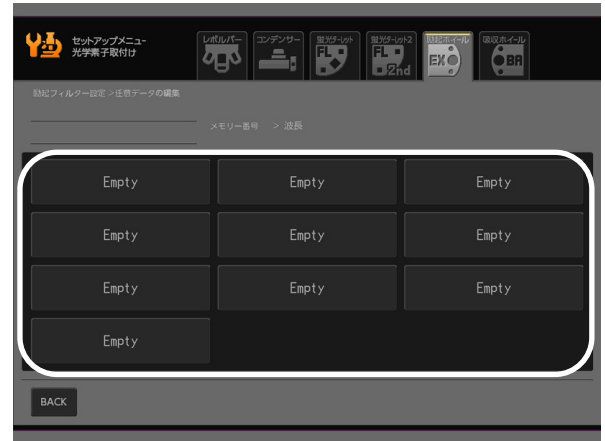 セットアップメニュー
光学素子取付け
レボルバー
コンデンサー
蛍光ターレット
蛍光ターレット2
励起ホイール
吸収ホイール
FL
FL
2nd
EX
BA
励起フィルター設定 >任意データの編集
メモリー番号 > 波長
Empty Empty Empty
Empty Empty Empty
Empty Empty Empty
Empty
BACK